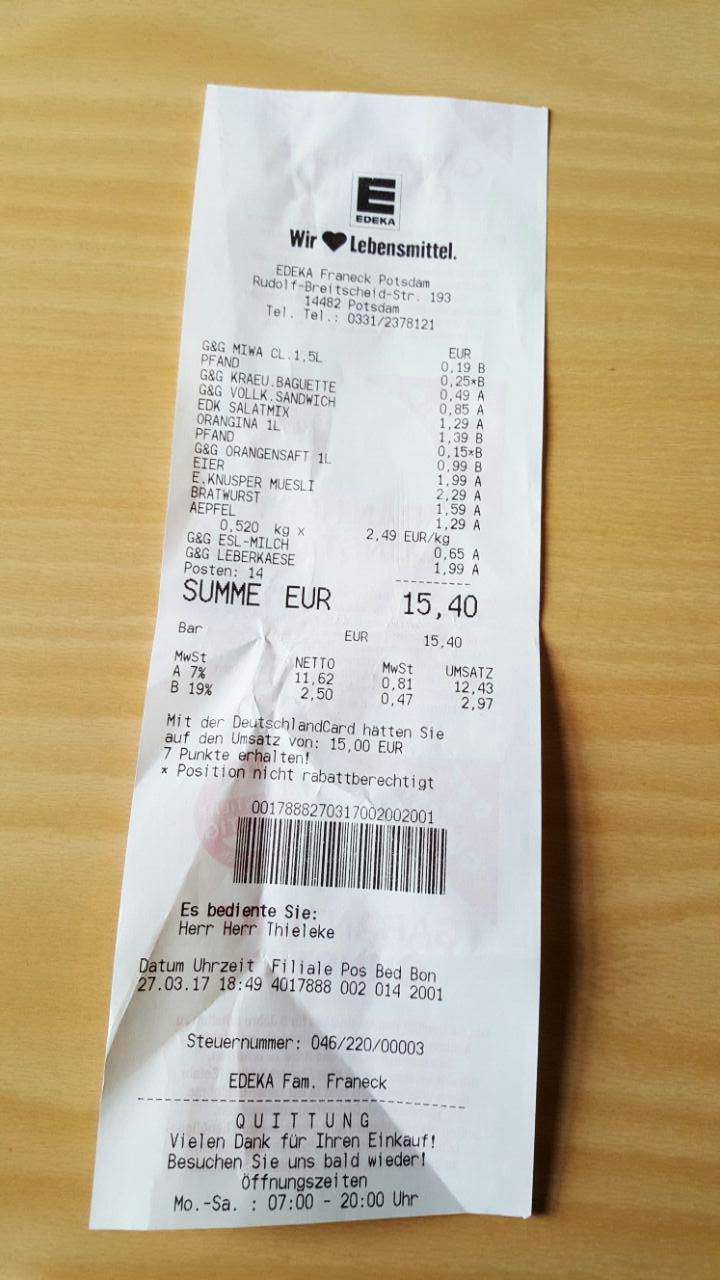 E
EDEKA
Wir ♥ Lebensmittel.
EDEKA Franeck Potsdam
Rudolf-Breitscheid-Str. 193
14482 Potsdam
Tel. Tel.: 0331/2378121
EUR
G&G MIWA CL.1,5L 0,19 B
PFAND 0,25*B
G&G KRAEU.BAGUETTE 0,49 A
G&G VOLLK.SANDWICH 0,85 A
EDK SALATMIX 1,29 A
ORANGINA 1L 1,39 B
PFAND 0,15*B
G&G ORANGENSAFT 1L 0,99 B
EIER 1,99 A
E.KNUSPER MUESLI 2,29 A
BRATWURST 1,59 A
AEPFEL 1,29 A
0,520 kg x 2,49 EUR/kg
G&G ESL-MILCH 0,65 A
G&G LEBERKAESE 1,99 A
Posten: 14 ----------
SUMME EUR 15,40
Bar EUR 15,40
MwSt NETTO MwSt UMSATZ
A 7% 11,62 0,81 12,43
B 19% 2,50 0,47 2,97
Mit der DeutschlandCard hätten Sie
auf den Umsatz von: 15,00 EUR
7 Punkte erhalten!
* Position nicht rabattberechtigt
0017888270317002002001
Es bediente Sie:
Herr Herr Thieleke
Datum Uhrzeit Filiale Pos Bed Bon
27.03.17 18:49 4017888 002 014 2001
Steuernummer: 046/220/00003
EDEKA Fam. Franeck
----------------------------------------
Q U I T T U N G
Vielen Dank für Ihren Einkauf!
Besuchen Sie uns bald wieder!
Öffnungszeiten
Mo.-Sa. : 07:00 - 20:00 Uhr